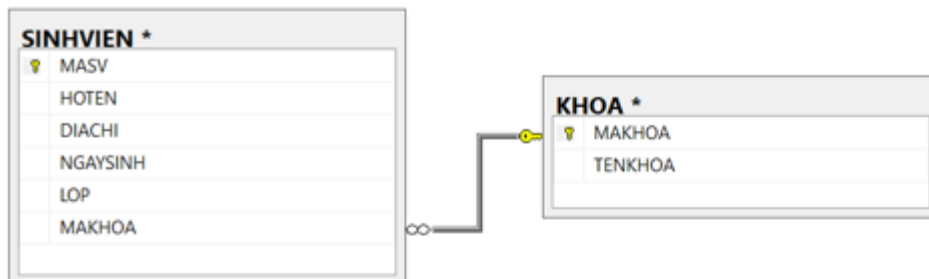 SINHVIEN *
MASV
HOTEN
DIACHI
NGAYSINH
LOP
MAKHOA
KHOA *
MAKHOA
TENKHOA